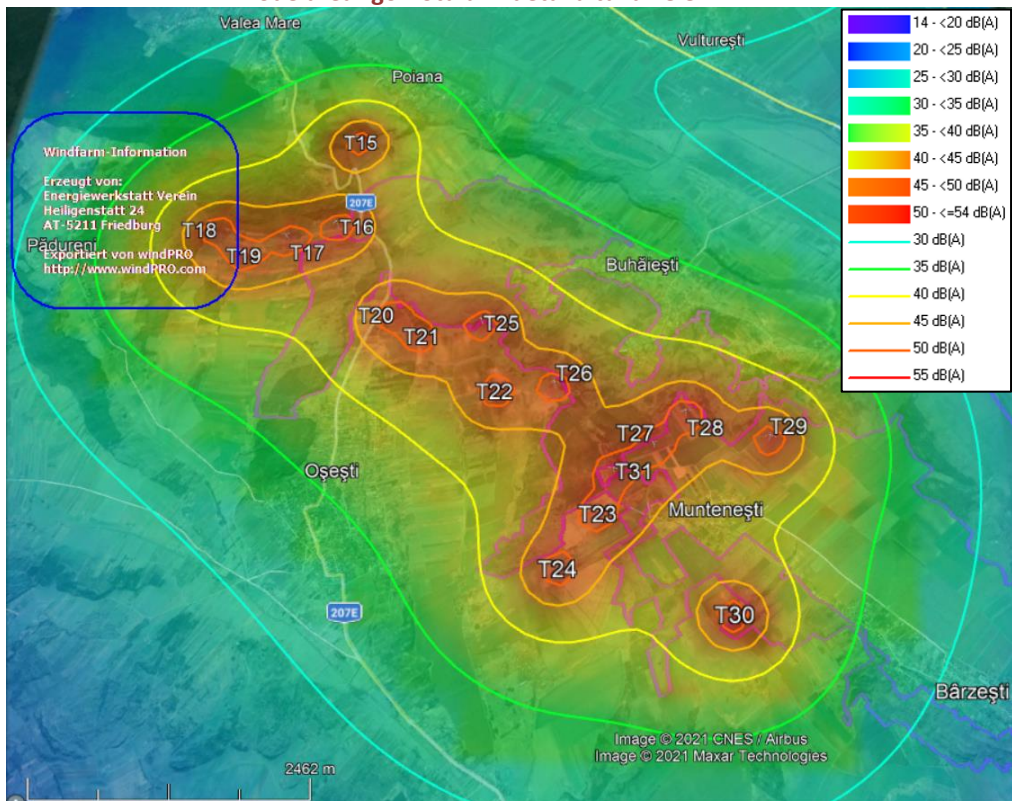 Valea Mare
Vulturești
Poiana
T15
Windfarm-Information
Erzeugt von:
Energiewerkstatt Verein
Heiligenstatt 24
AT-5211 Friedburg
Exportiert von windPRO
http://www.windPRO.com
Pădureni
207E
T18
T16
T19
T17
Buhăiești
T20
T21
T25
T22
T26
T27
T28
T29
Oșești
T31
T23
Muntenești
T24
207E
T30
Bârzești
Image © 2021 CNES / Airbus
Image © 2021 Maxar Technologies
2462 m
14 - <20 dB(A)
20 - <25 dB(A)
25 - <30 dB(A)
30 - <35 dB(A)
35 - <40 dB(A)
40 - <45 dB(A)
45 - <50 dB(A)
50 - <=54 dB(A)
30 dB(A)
35 dB(A)
40 dB(A)
45 dB(A)
50 dB(A)
55 dB(A)